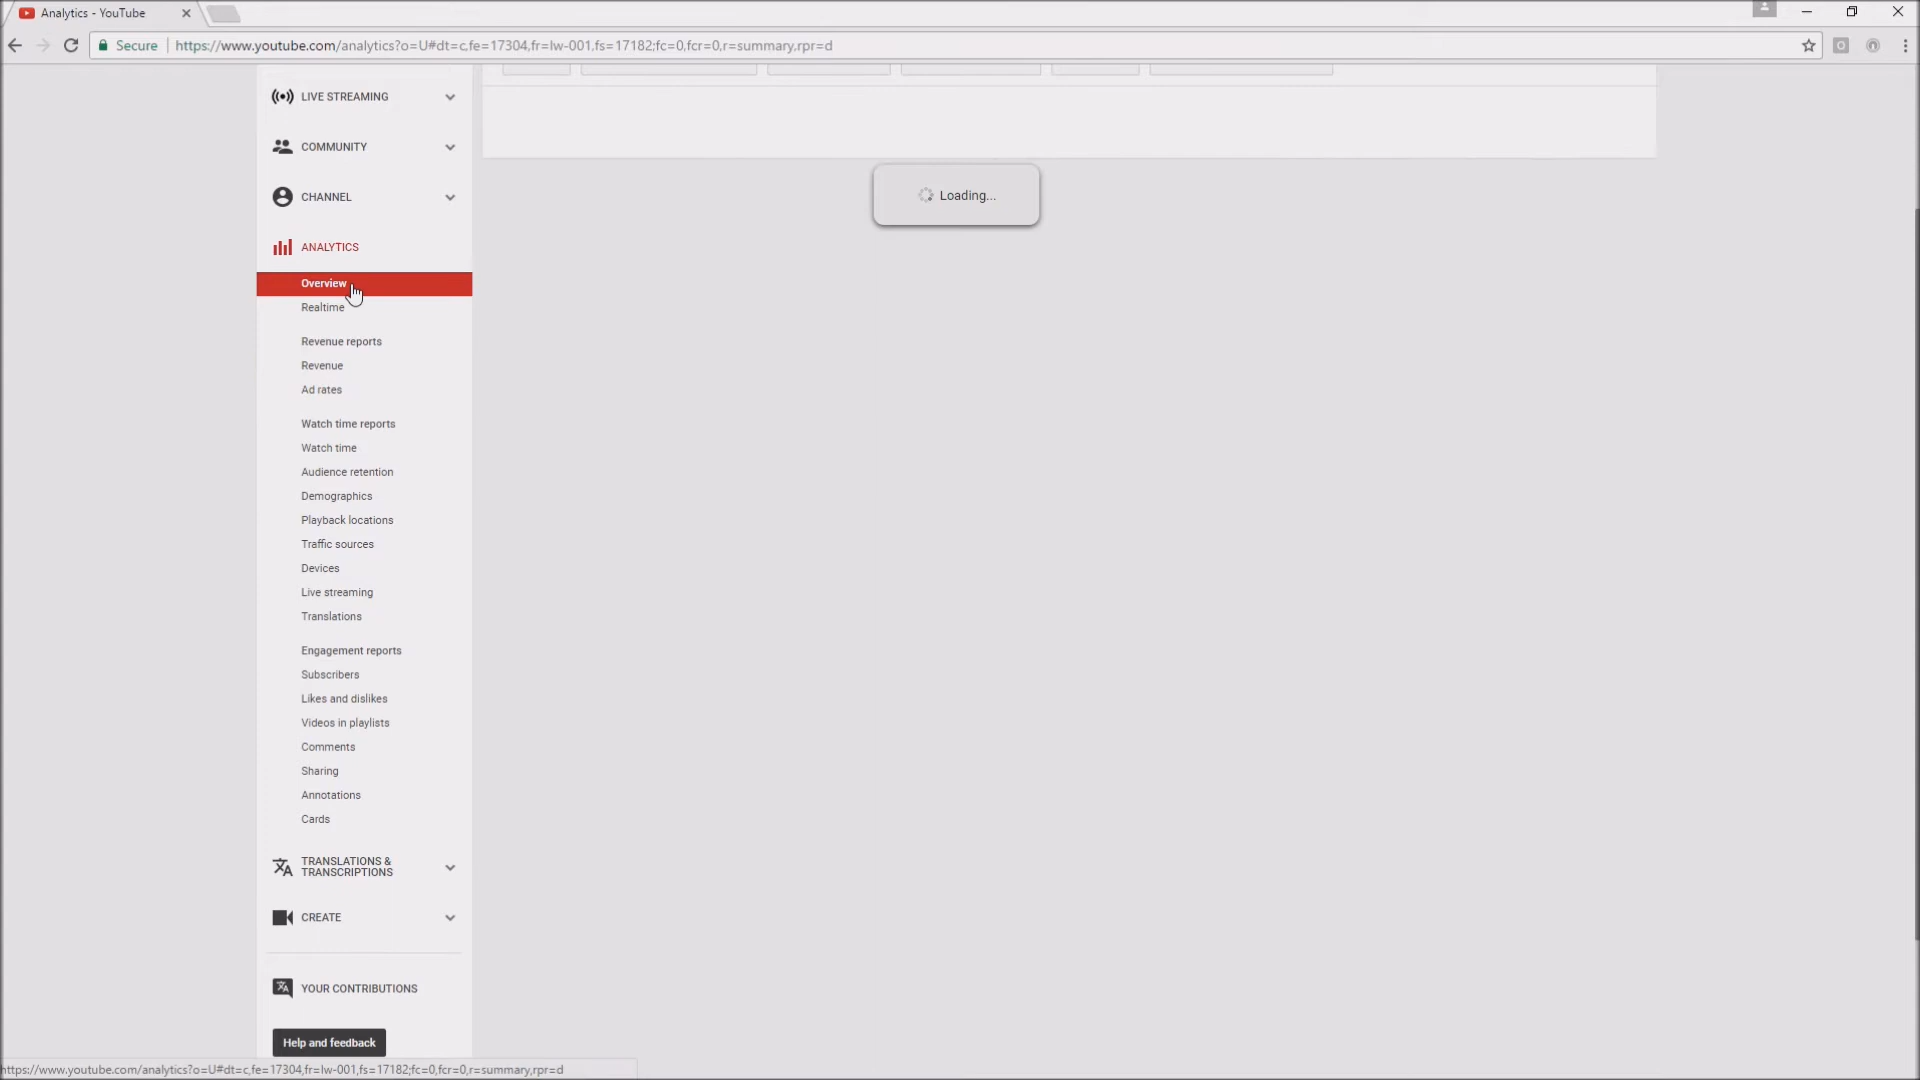 Analytics - YouTube
Secure https://www.youtube.com/analytics?o=U#dt=c,fe=17304,fr=lw-001,fs=17182;fc=0,fcr=0,r=summary,rpr=d
LIVE STREAMING
COMMUNITY
Loading...
CHANNEL
ANALYTICS
Overview
Realtime
Revenue reports
Revenue
Ad rates
Watch time reports
Watch time
Audience retention
Demographics
Playback locations
Traffic sources
Devices
Live streaming
Translations
Engagement reports
Subscribers
Likes and dislikes
Videos in playlists
Comments
Sharing
Annotations
Cards
TRANSLATIONS &
TRANSCRIPTIONS
CREATE
YOUR CONTRIBUTIONS
Help and feedback
https://www.youtube.com/analytics?o=U#dt=c,fe=17304,fr=lw-001,fs=17182;fc=0,fcr=0,r=summary,rpr=d